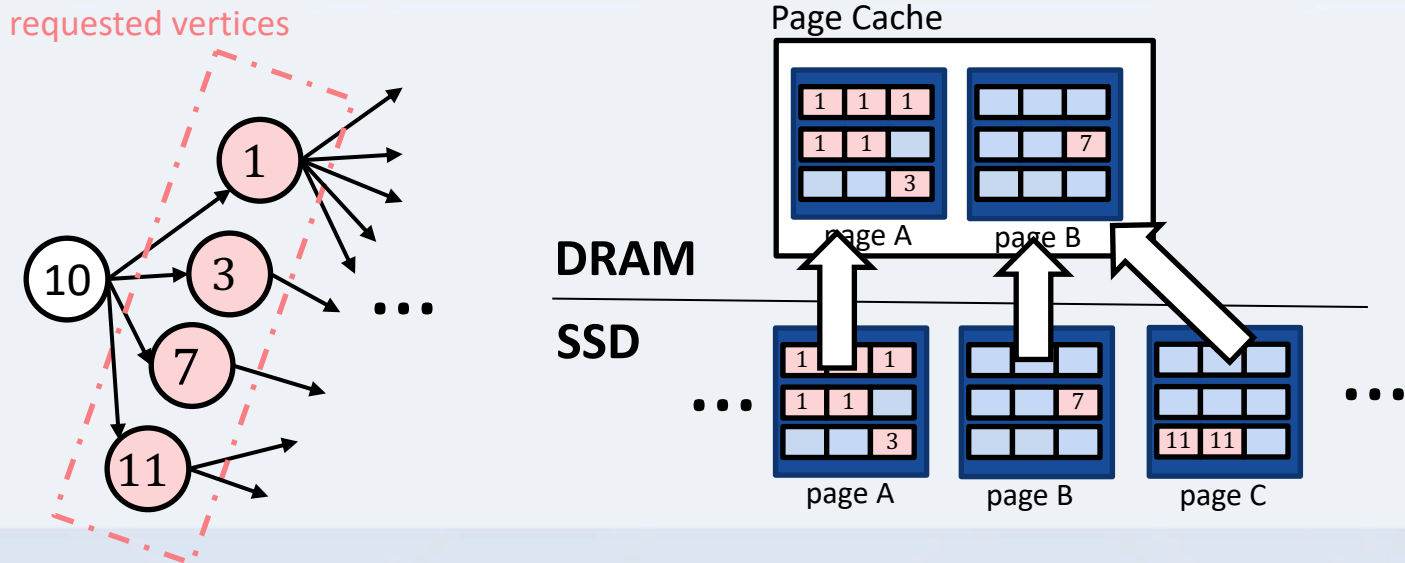 requested vertices
1
3
10
7
11
...
Page Cache
1 1 1
1 1
3
7
page A
page B
DRAM
SSD
...
1 1
1 1
3
7
11 11
...
page A
page B
page C